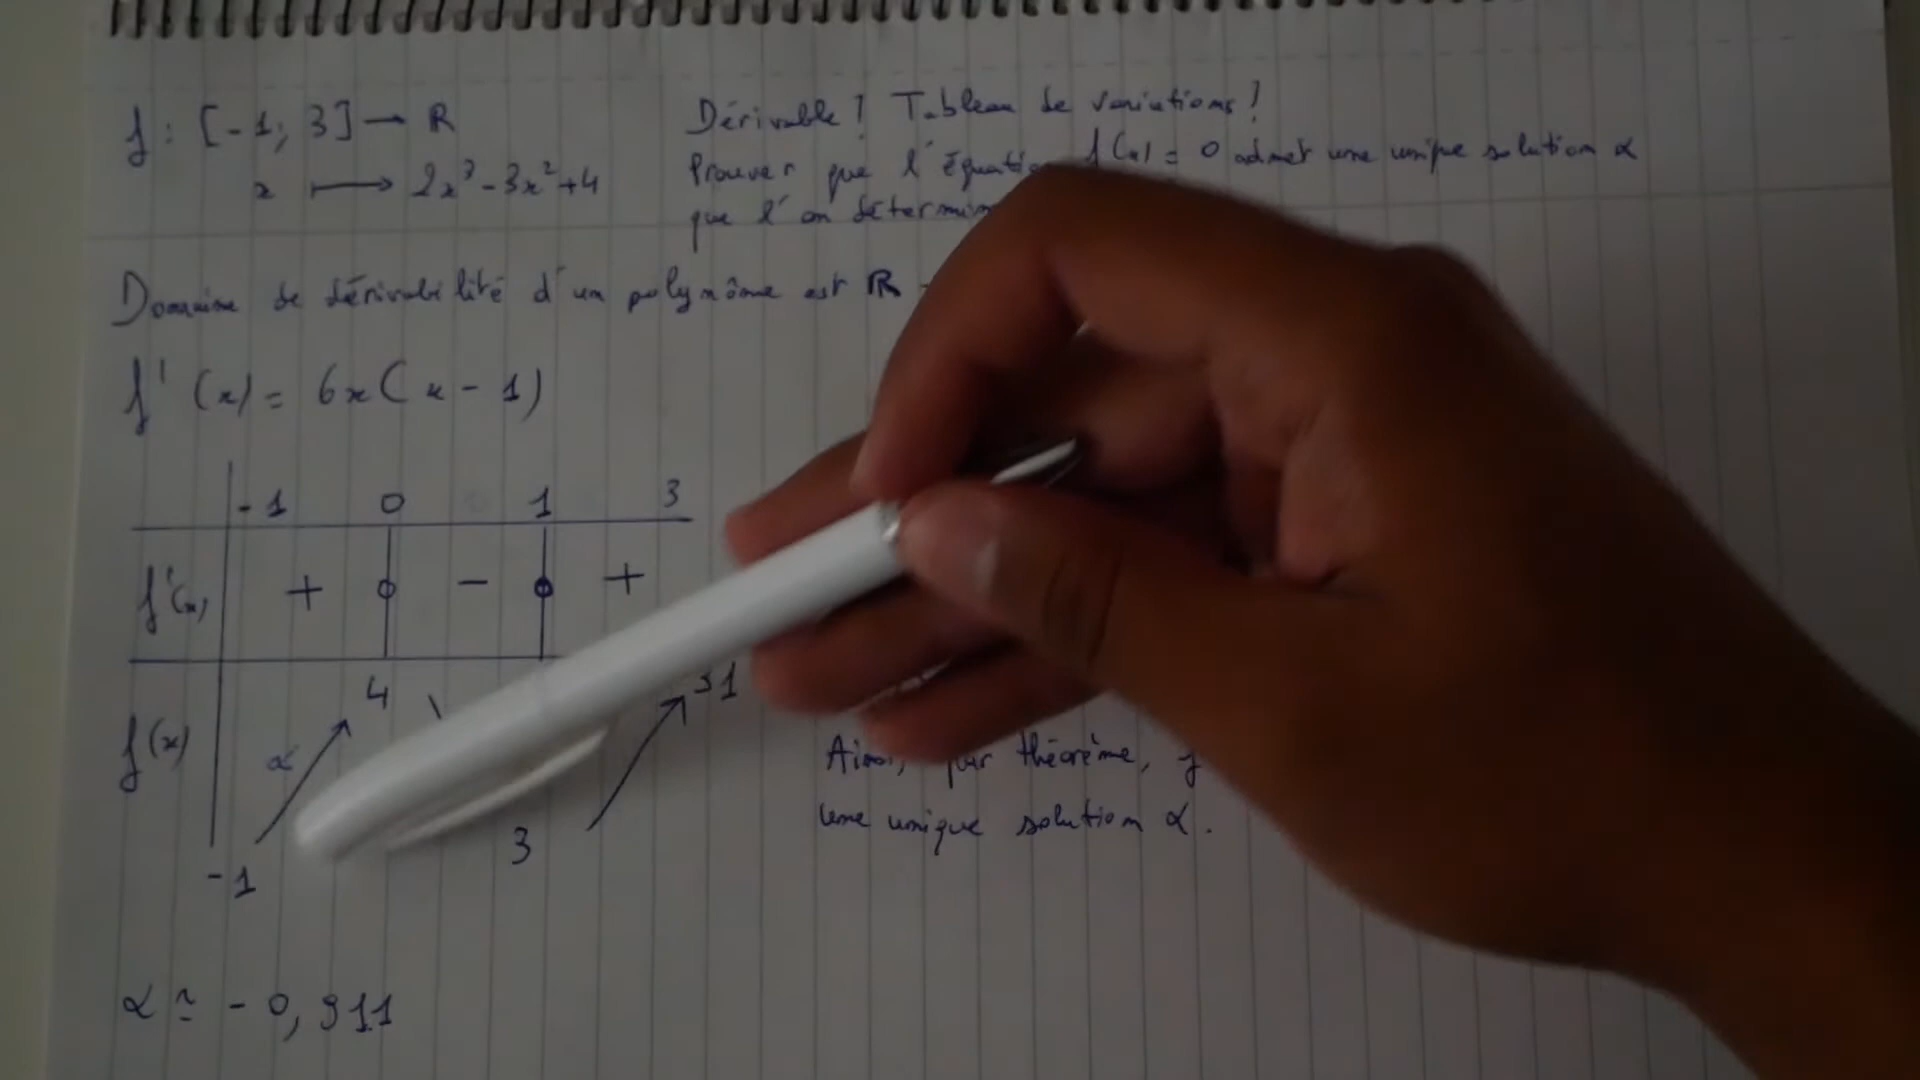 f : [-1; 3] → R
x ⟼ 2x³-3x²+4
Dérivable! Tableau de variations!
Prouver que l'équation f(x) = 0 admet une unique solution α
que l'on
Domaine de dérivabilité d'un polynôme est R
f'(x) = 6x(x - 1)
-1 0 1 3
f'(x) + 0 - 0 +
4 31
f(x) α
3
-1
Ainsi, par théorème, f
une unique solution α.
α ≃ - 0,911